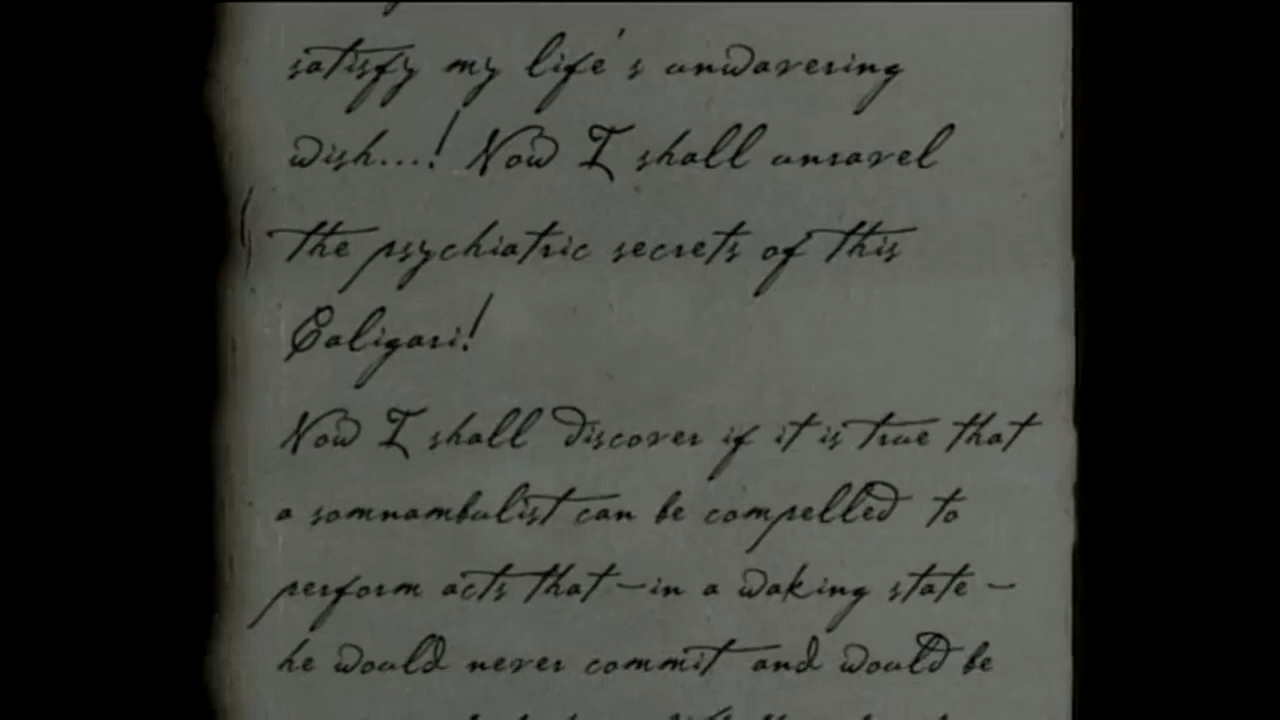 satisfy my life's unwavering
wish...! Now I shall unravel
the psychiatric secrets of this
Caligari!
Now I shall discover if it is true that
a somnambulist can be compelled to
perform acts that – in a waking state –
he would never commit and would be